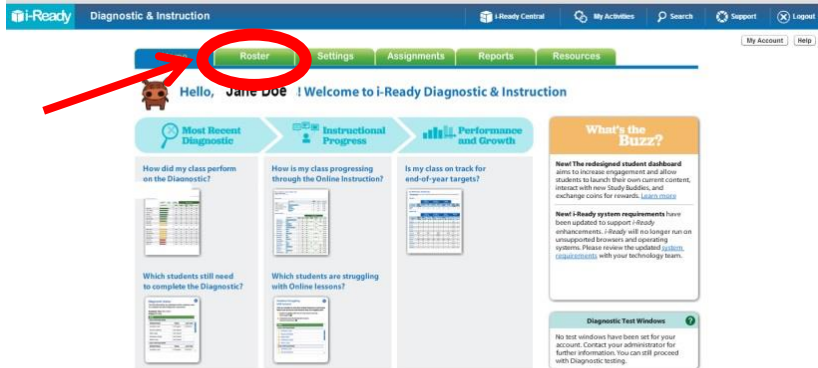 i-Ready
Diagnostic & Instruction
i-Ready Central
My Activities
Search
Support
Logout
My Account
Help
Roster
Settings
Assignments
Reports
Resources
Hello, Jane Doe ! Welcome to i-Ready Diagnostic & Instruction
Most Recent
Diagnostic
Instructional
Progress
Performance
and Growth
How did my class perform
on the Diagnostic?
How is my class progressing
through the Online Instruction?
Is my class on track for
end-of-year targets?
Which students still need
to complete the Diagnostic?
Which students are struggling
with Online lessons?
What's the
Buzz?
New! The redesigned student dashboard
aims to increase engagement and allow
students to launch their own current content,
interact with new Study Buddies, and
exchange coins for rewards. Learn more
New! i-Ready system requirements have
been updated to support i-Ready
enhancements. i-Ready will no longer run on
unsupported browsers and operating
systems. Please review the updated system
requirements with your technology team.
Diagnostic Test Windows
No test windows have been set for your
account. Contact your administrator for
further information. You can still proceed
with Diagnostic testing.